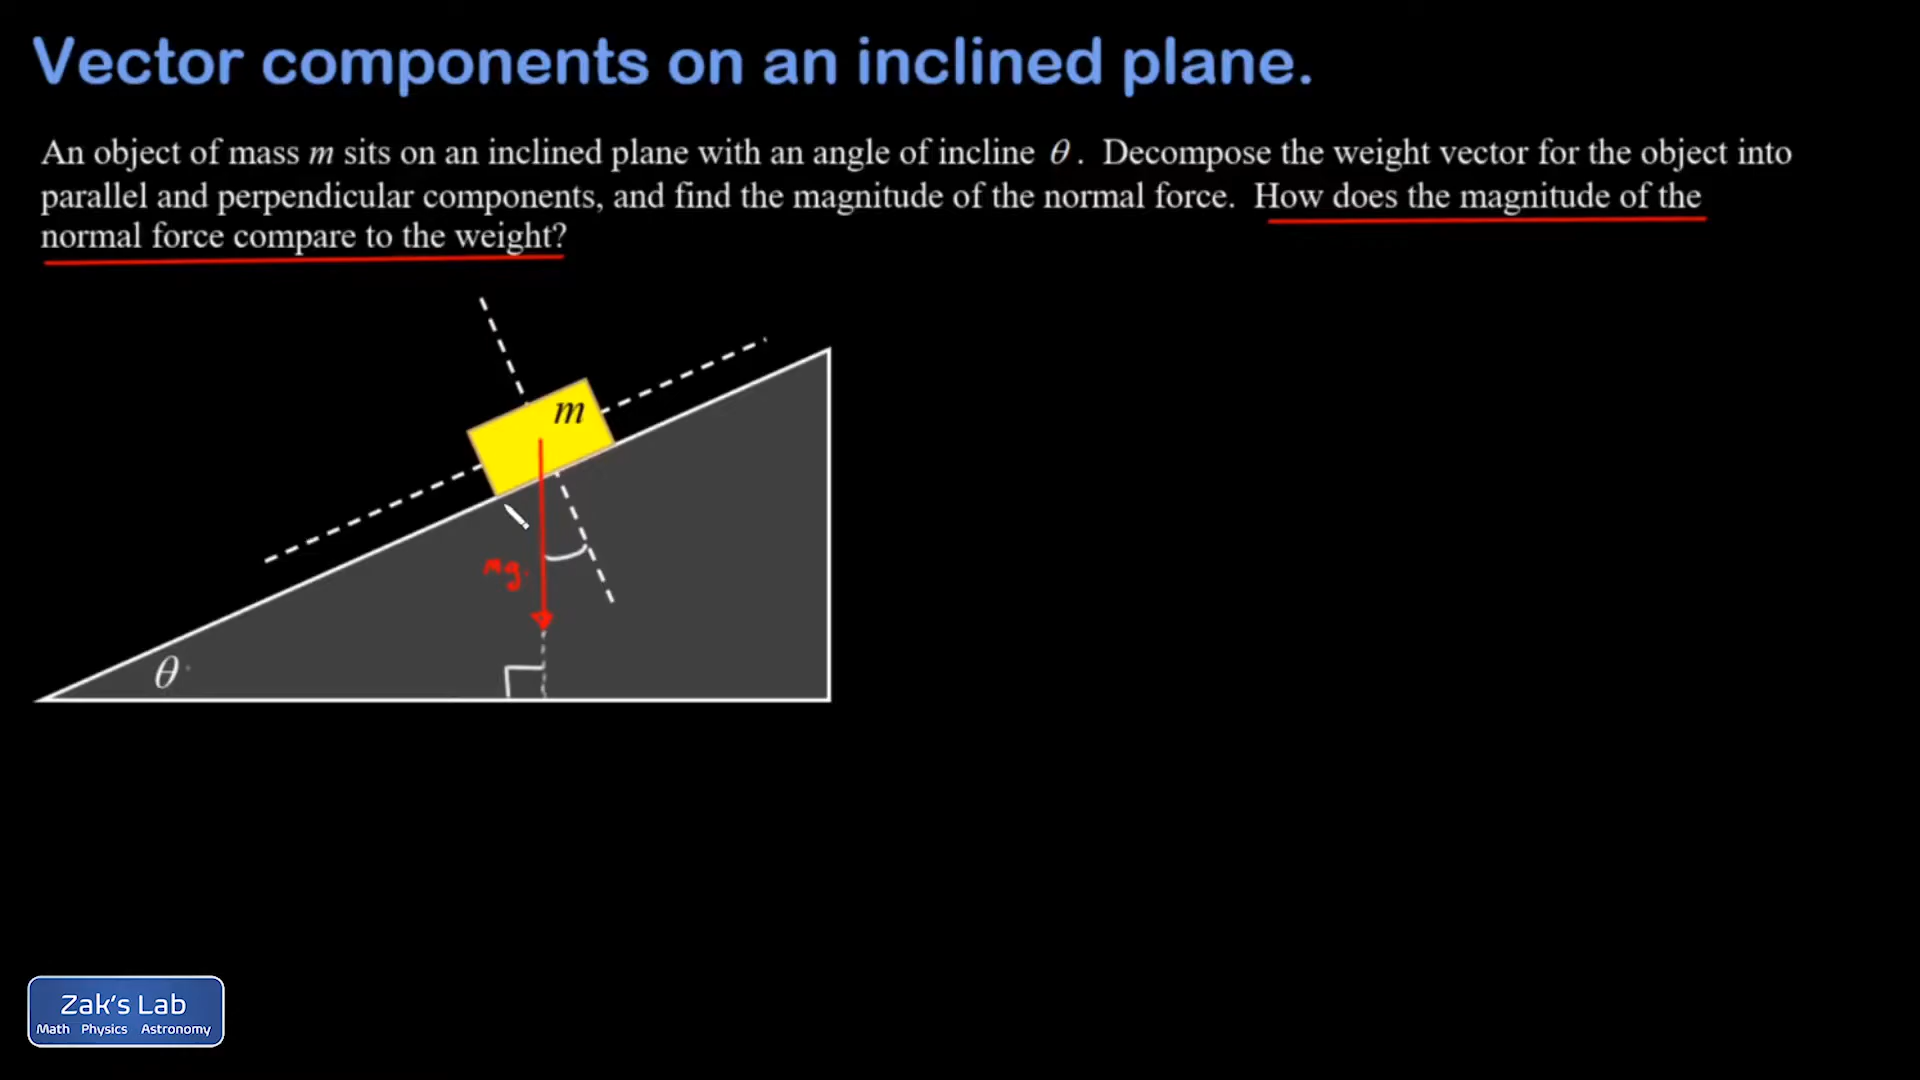 Vector components on an inclined plane.
An object of mass m sits on an inclined plane with an angle of incline θ. Decompose the weight vector for the object into
parallel and perpendicular components, and find the magnitude of the normal force. How does the magnitude of the
normal force compare to the weight?
m
mg
θ
Zak's Lab
Math Physics Astronomy